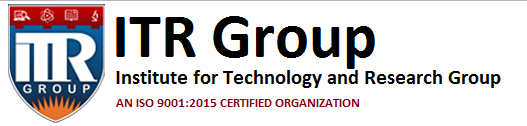 ITR
GROUP
ITR Group
Institute for Technology and Research Group
AN ISO 9001:2015 CERTIFIED ORGANIZATION